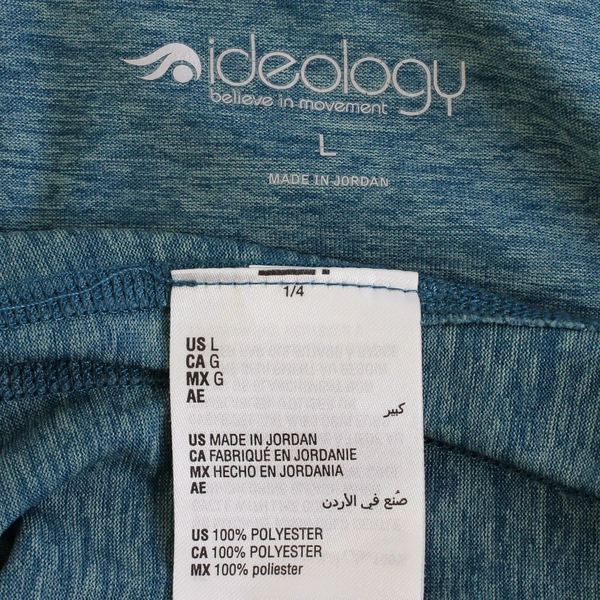 ideology
believe in movement
L
MADE IN JORDAN
1/4
US L
CA G
MX G
AE
كبير
US MADE IN JORDAN
CA FABRIQUÉ EN JORDANIE
MX HECHO EN JORDANIA
AE
صُنع في الأردن
US 100% POLYESTER
CA 100% POLYESTER
MX 100% poliester